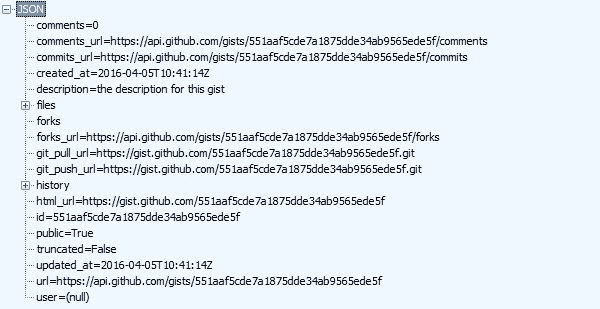 JSON
comments=0
comments_url=https://api.github.com/gists/551aaf5cde7a1875dde34ab9565ede5f/comments
commits_url=https://api.github.com/gists/551aaf5cde7a1875dde34ab9565ede5f/commits
created_at=2016-04-05T10:41:14Z
description=the description for this gist
files
forks
forks_url=https://api.github.com/gists/551aaf5cde7a1875dde34ab9565ede5f/forks
git_pull_url=https://gist.github.com/551aaf5cde7a1875dde34ab9565ede5f.git
git_push_url=https://gist.github.com/551aaf5cde7a1875dde34ab9565ede5f.git
history
html_url=https://gist.github.com/551aaf5cde7a1875dde34ab9565ede5f
id=551aaf5cde7a1875dde34ab9565ede5f
public=True
truncated=False
updated_at=2016-04-05T10:41:14Z
url=https://api.github.com/gists/551aaf5cde7a1875dde34ab9565ede5f
user=(null)